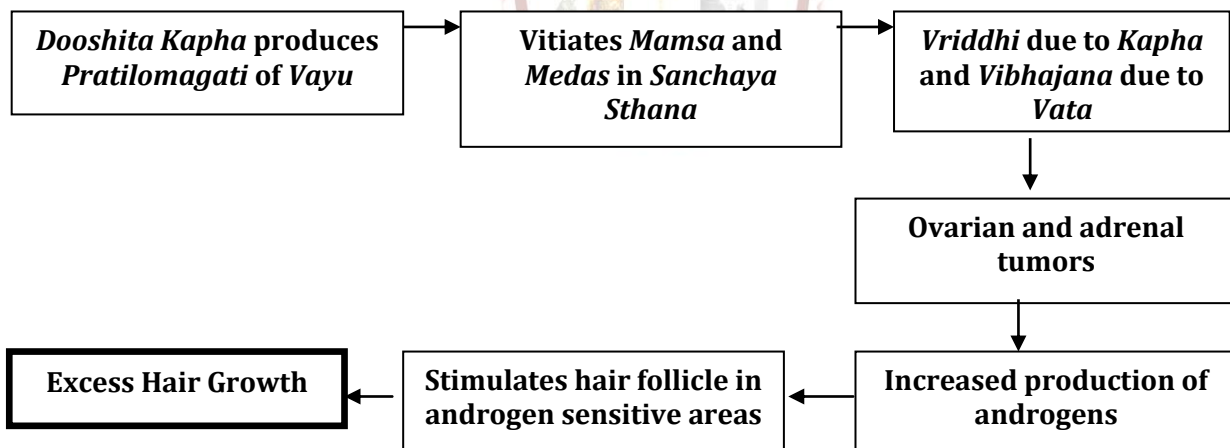 Dooshita Kapha produces
Pratilomagati of Vayu
Vitiates Mamsa and
Medas in Sanchaya
Sthana
Vriddhi due to Kapha
and Vibhajana due to
Vata
Ovarian and adrenal
tumors
Increased production of
androgens
Stimulates hair follicle in
androgen sensitive areas
Excess Hair Growth